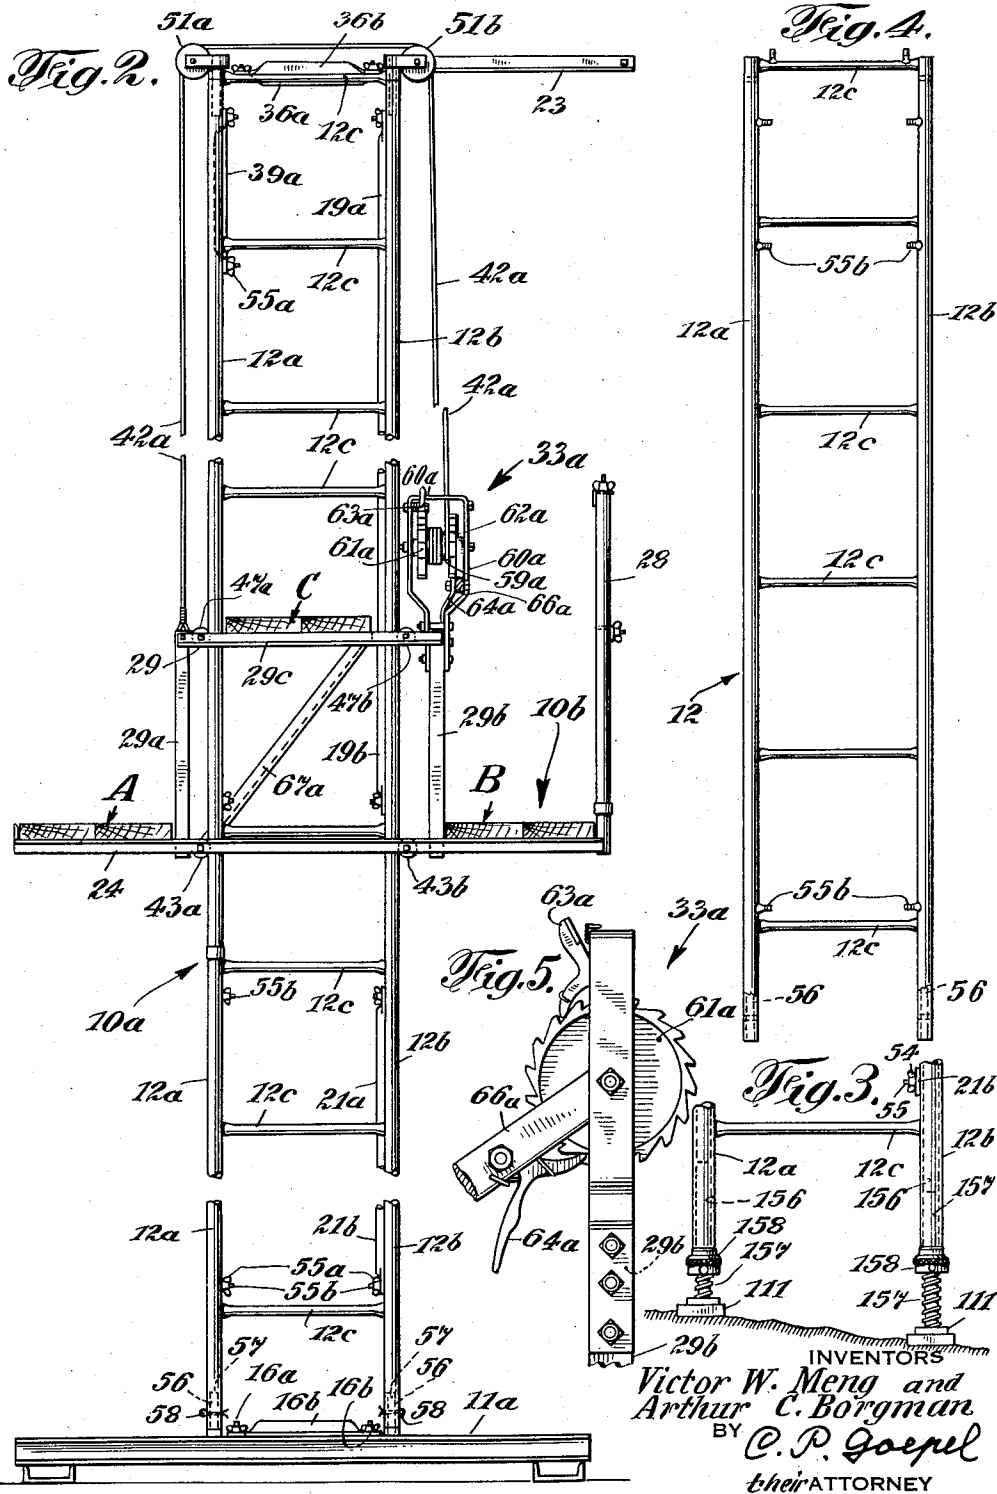 51a
36b
51b
Fig. 4.
Fig. 2.
36a
12c
23
12c
39a
19a
12c
55a
42a
55b
12a
12b
12a
12b
42a
42a
12c
12c
12c
60a
33a
63a
62a
61a
60a
59a
28
12c
47a
C
64a
66a
29
29c
47b
12
29a
19b
29b
10b
67a
A
B
24
43a
43b
55b
63a
33a
12c
Fig. 5.
12c
55b
56
56
10a
61a
12b
54
12a
12c
21a
Fig. 3.
21b
66a
55
12b
12a
12c
156
156
157
12a
21b
12b
158
157
64a
29b
158
55a
55b
111
157
111
12c
57
57
29b
16a
16b
16b
56
56
11a
58
58
INVENTORS
Victor W. Meng and
Arthur C. Borgman
BY C. P. Goepel
their ATTORNEY